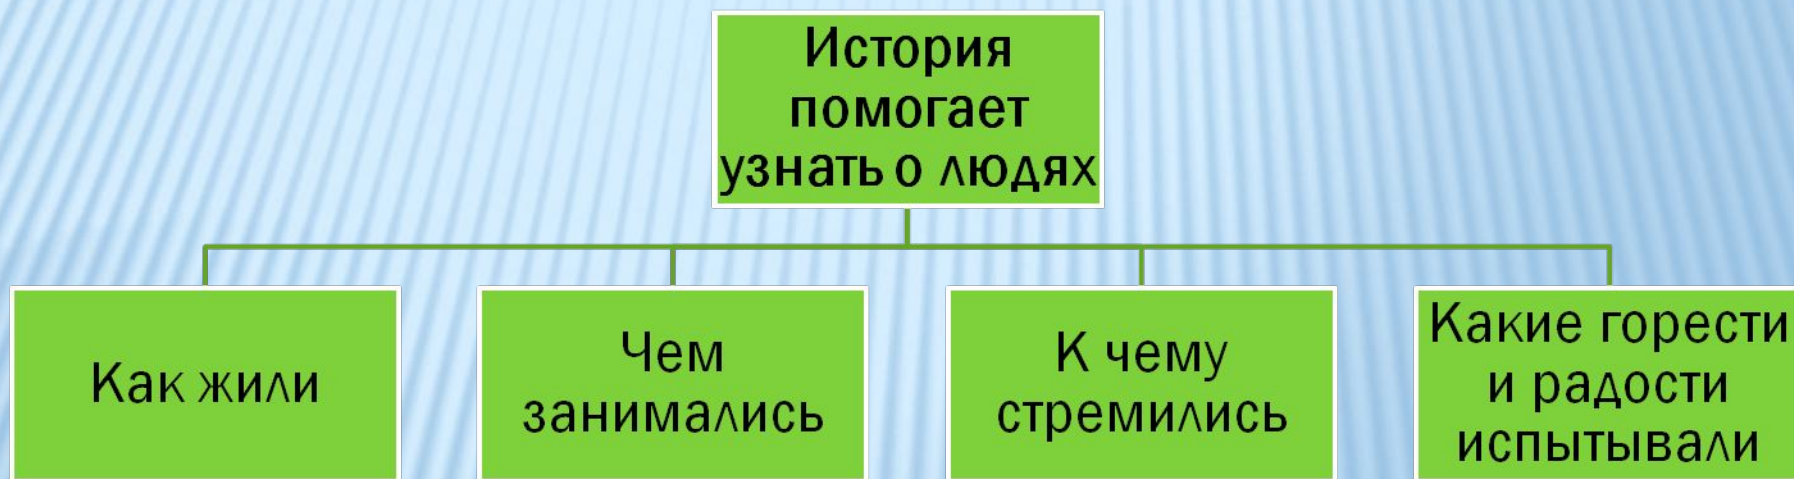 История
помогает
узнать о людях
Как жили
Чем
занимались
К чему
стремились
Какие горести
и радости
испытывали